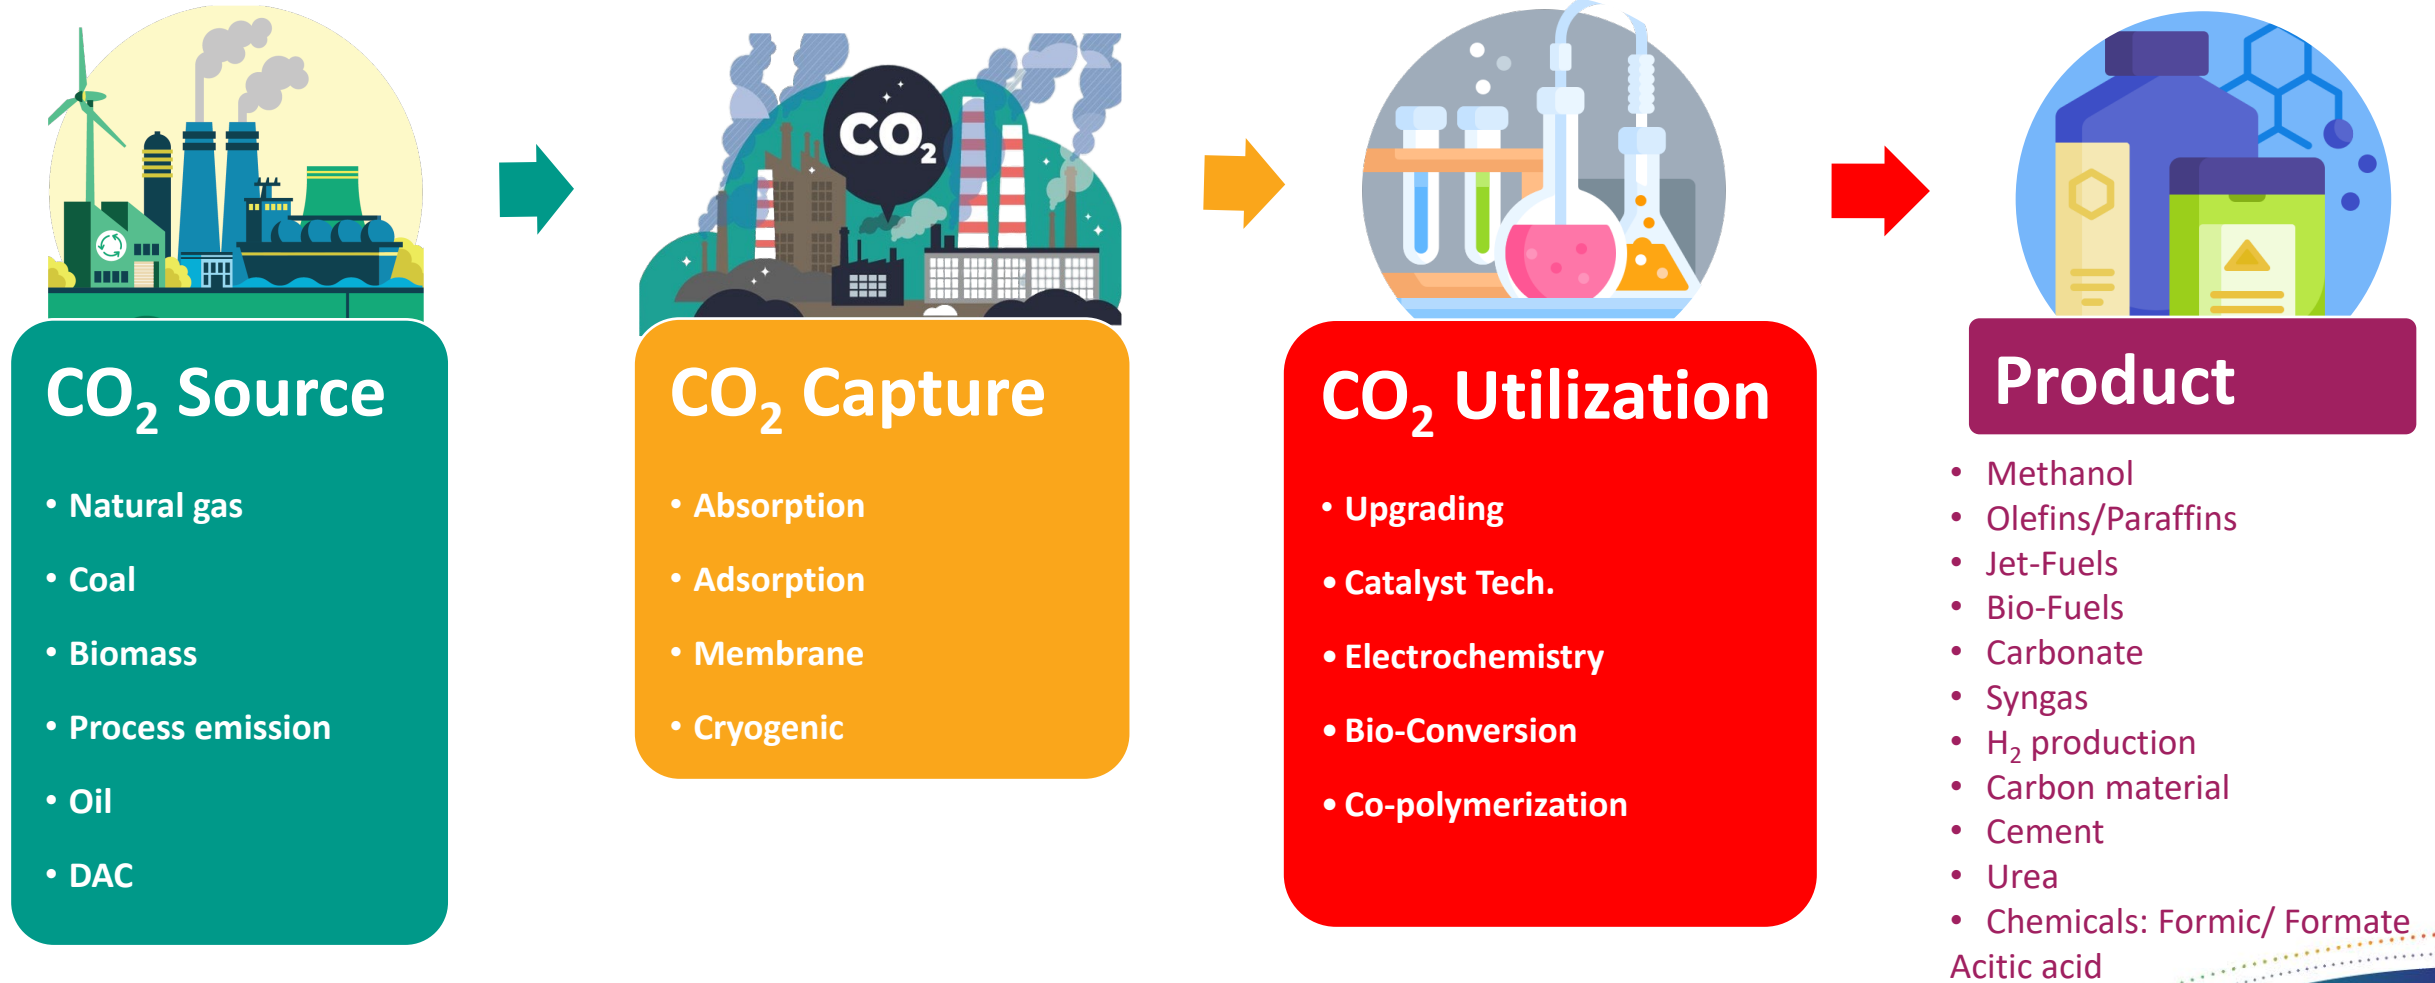 CO₂
CO₂ Source
• Natural gas
• Coal
• Biomass
• Process emission
• Oil
• DAC
CO₂ Capture
• Absorption
• Adsorption
• Membrane
• Cryogenic
CO₂ Utilization
• Upgrading
• Catalyst Tech.
• Electrochemistry
• Bio-Conversion
• Co-polymerization
Product
• Methanol
• Olefins/Paraffins
• Jet-Fuels
• Bio-Fuels
• Carbonate
• Syngas
• H₂ production
• Carbon material
• Cement
• Urea
• Chemicals: Formic/ Formate
Acitic acid